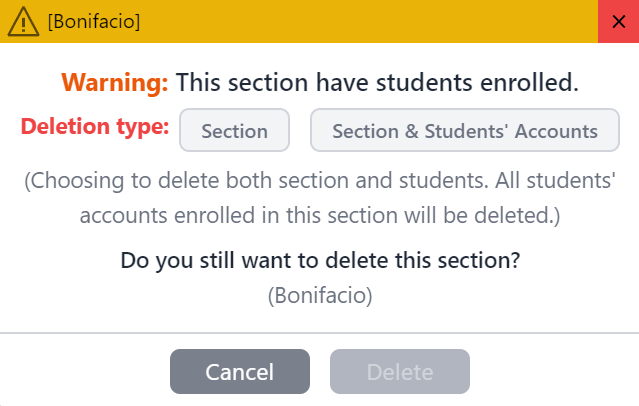 [Bonifacio]
Warning: This section have students enrolled.
Deletion type: Section Section & Students' Accounts
(Choosing to delete both section and students. All students'
accounts enrolled in this section will be deleted.)
Do you still want to delete this section?
(Bonifacio)
Cancel Delete